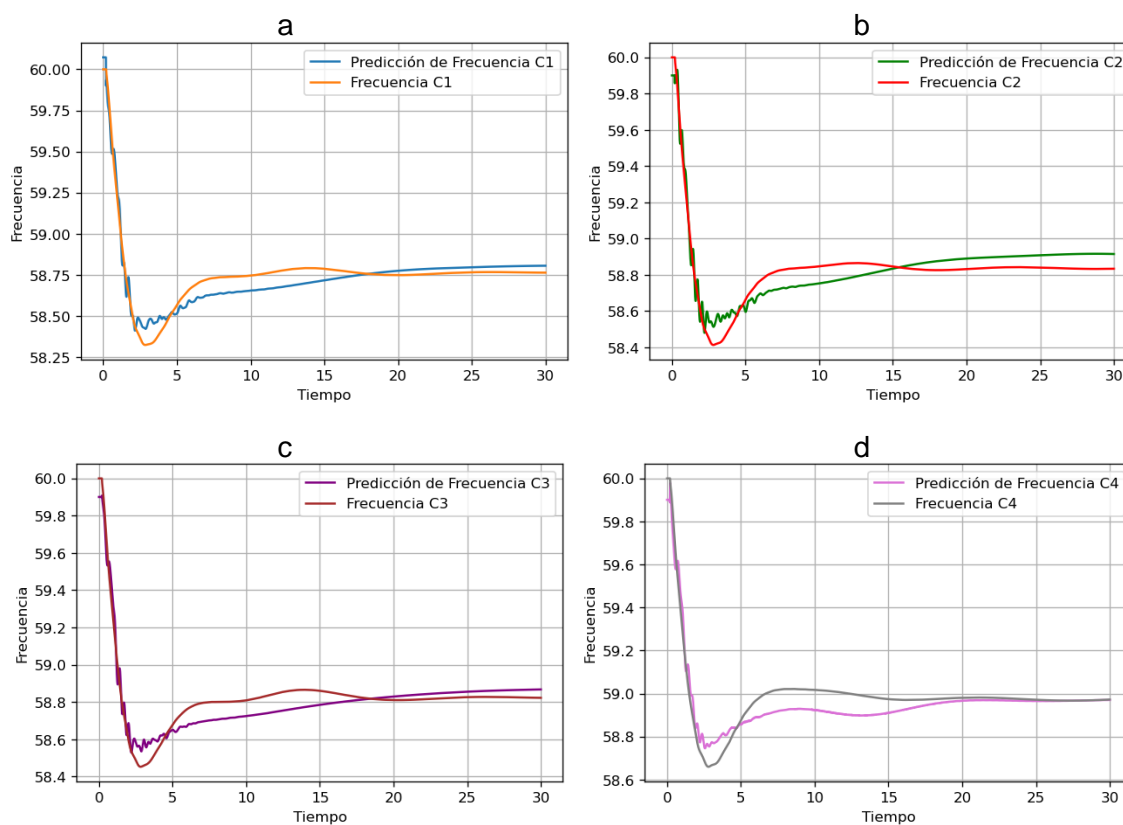 a
Predicción de Frecuencia C1
Frecuencia C1
Frecuencia
60.00
59.75
59.50
59.25
59.00
58.75
58.50
58.25
0 5 10 15 20 25 30
Tiempo
b
Predicción de Frecuencia C2
Frecuencia C2
Frecuencia
60.0
59.8
59.6
59.4
59.2
59.0
58.8
58.6
58.4
0 5 10 15 20 25 30
Tiempo
c
Predicción de Frecuencia C3
Frecuencia C3
Frecuencia
60.0
59.8
59.6
59.4
59.2
59.0
58.8
58.6
58.4
0 5 10 15 20 25 30
Tiempo
d
Predicción de Frecuencia C4
Frecuencia C4
Frecuencia
60.0
59.8
59.6
59.4
59.2
59.0
58.8
58.6
0 5 10 15 20 25 30
Tiempo